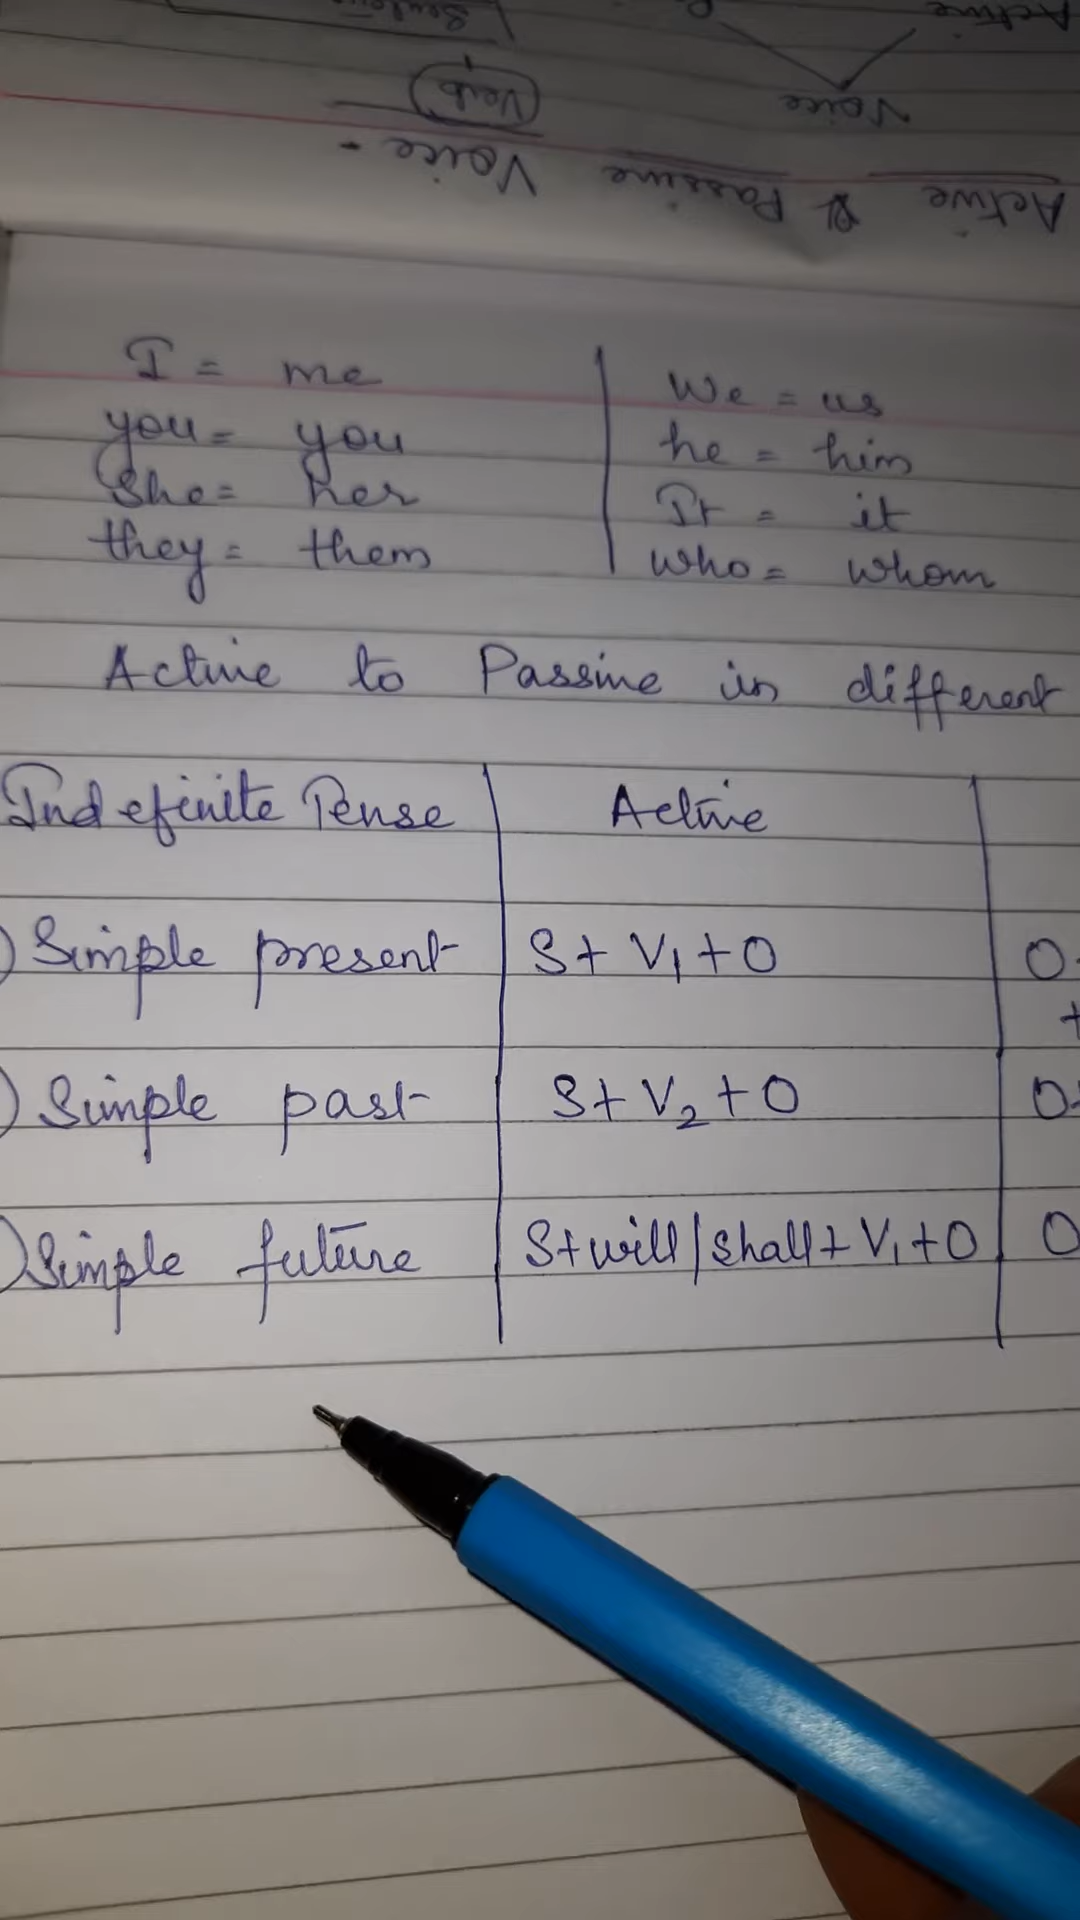 Active & Passive Voice -
Voice
Verb
Active
I = me
you = you
she = her
they = them
We = us
he = him
It = it
who = whom
Active to Passive in different
Indefinite Tense | Active
) Simple present | S + V1 + O | O
+
) Simple past | S + V2 + O | O+
) Simple future | S + will / shall + V1 + O | O